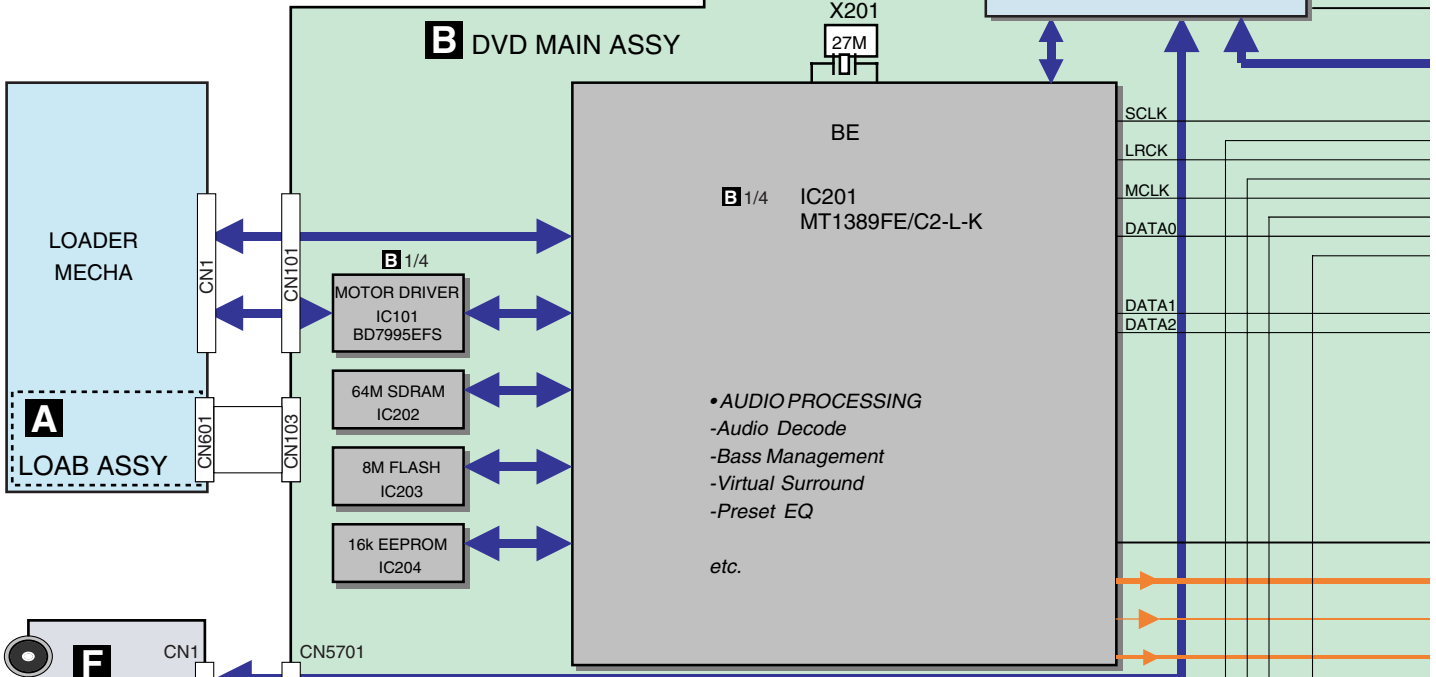 B DVD MAIN ASSY
X201
27M
LOADER
MECHA
CN1
CN101
BE
B 1/4 IC201
MT1389FE/C2-L-K
SCLK
LRCK
MCLK
DATA0
DATA1
DATA2
B 1/4
MOTOR DRIVER
IC101
BD7995EFS
64M SDRAM
IC202
8M FLASH
IC203
16k EEPROM
IC204
• AUDIO PROCESSING
-Audio Decode
-Bass Management
-Virtual Surround
-Preset EQ
etc.
A
LOAB ASSY
CN601
CN103
F
CN1
CN5701